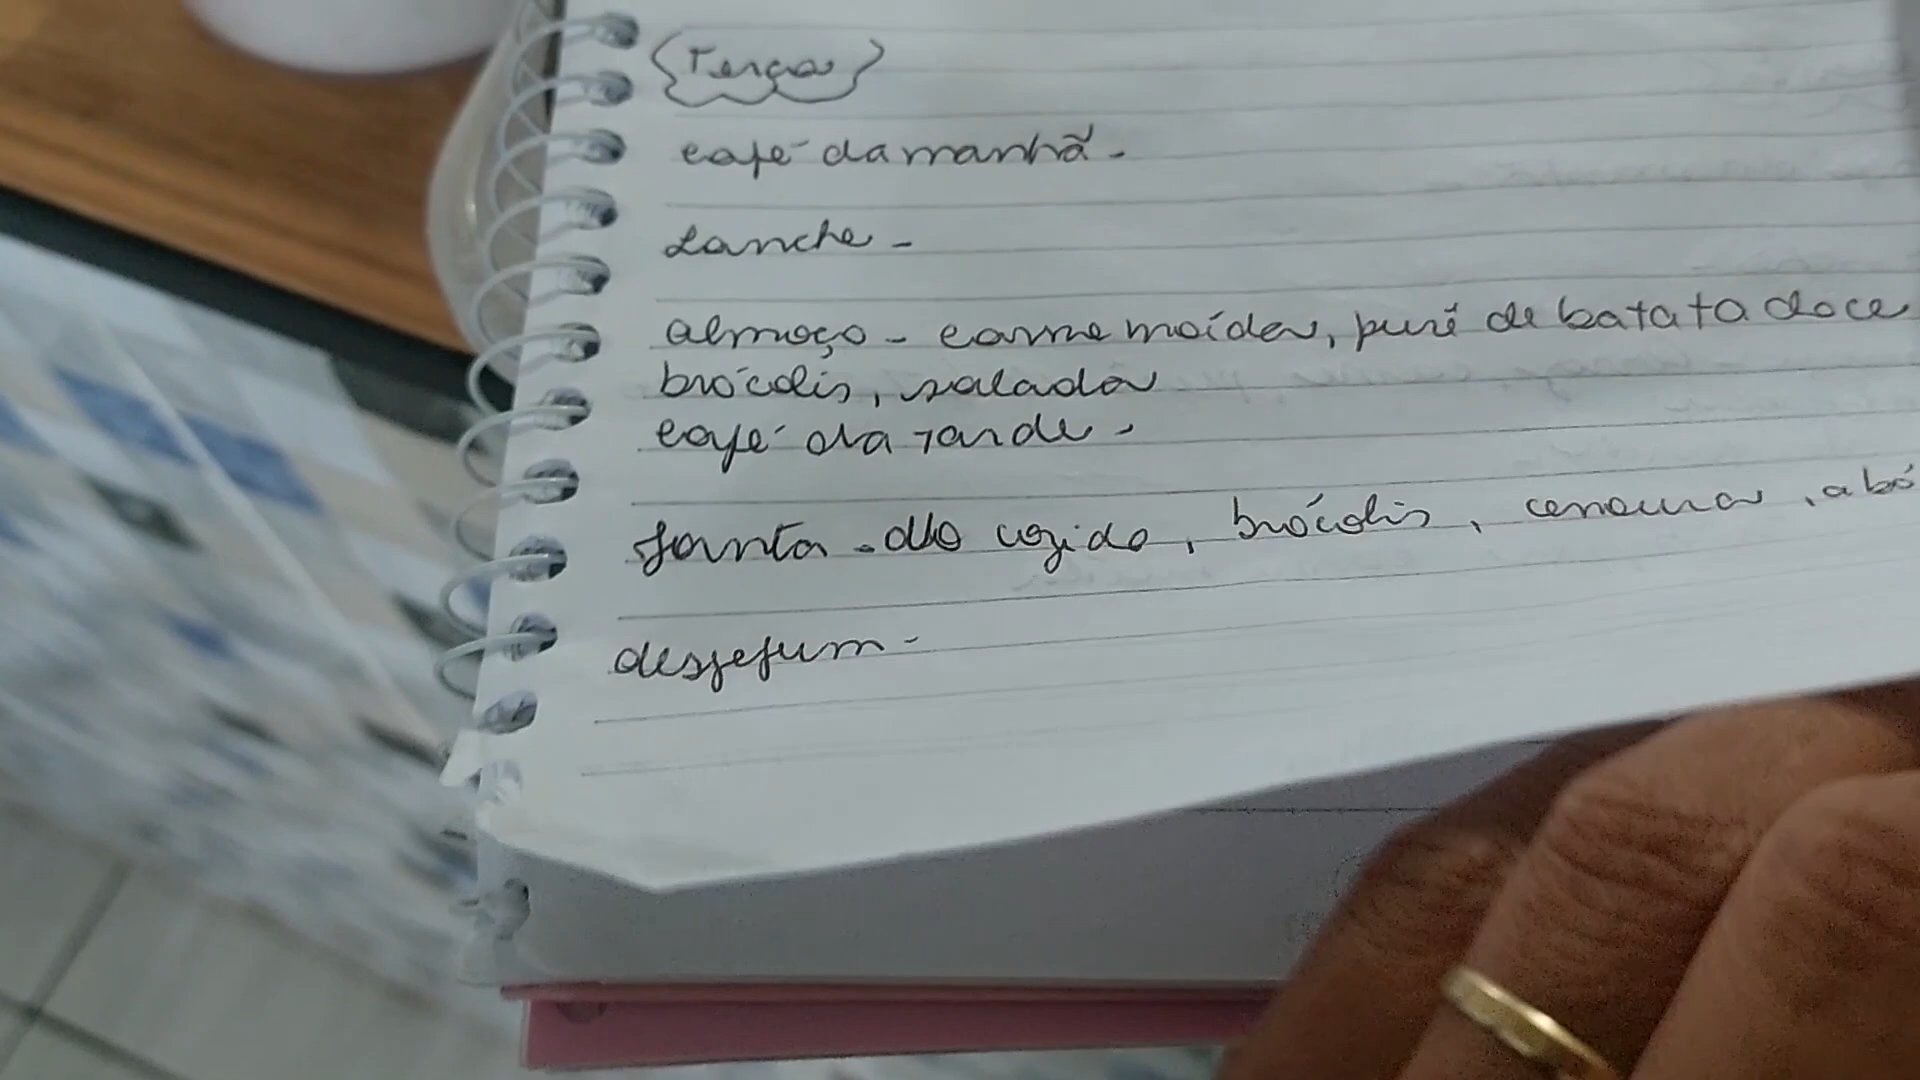 Terça
café da manhã -
Lanche -
almoço - carne moída, purê de batata doce
brócolis, salada
café da tarde -
Janta - cozido, brócolis, cenoura, abó
desjejum -